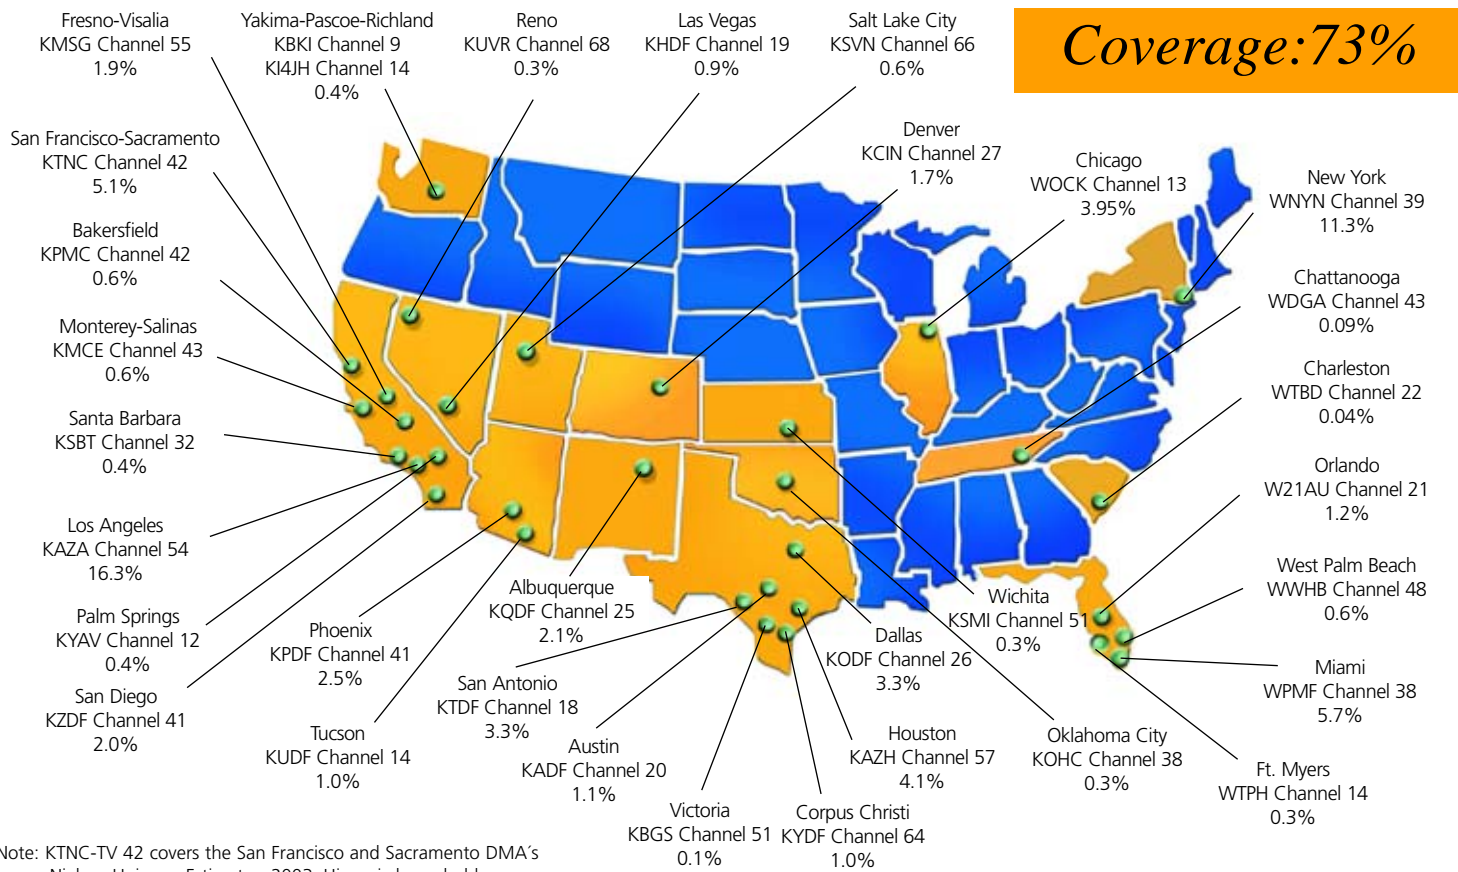 Fresno-Visalia
KMSG Channel 55
1.9%
Yakima-Pascoe-Richland
KBKI Channel 9
KI4JH Channel 14
0.4%
Reno
KUVR Channel 68
0.3%
Las Vegas
KHDF Channel 19
0.9%
Salt Lake City
KSVN Channel 66
0.6%
Coverage:73%
San Francisco-Sacramento
KTNC Channel 42
5.1%
Denver
KCIN Channel 27
1.7%
Chicago
WOCK Channel 13
3.95%
New York
WNYN Channel 39
11.3%
Bakersfield
KPMC Channel 42
0.6%
Chattanooga
WDGA Channel 43
0.09%
Monterey-Salinas
KMCE Channel 43
0.6%
Charleston
WTBD Channel 22
0.04%
Santa Barbara
KSBT Channel 32
0.4%
Orlando
W21AU Channel 21
1.2%
Los Angeles
KAZA Channel 54
16.3%
West Palm Beach
WWHB Channel 48
0.6%
Palm Springs
KYAV Channel 12
0.4%
Phoenix
KPDF Channel 41
2.5%
Albuquerque
KQDF Channel 25
2.1%
Wichita
KSMI Channel 51
0.3%
Dallas
KODF Channel 26
3.3%
Miami
WPMF Channel 38
5.7%
San Diego
KZDF Channel 41
2.0%
San Antonio
KTDF Channel 18
3.3%
Tucson
KUDF Channel 14
1.0%
Austin
KADF Channel 20
1.1%
Houston
KAZH Channel 57
4.1%
Oklahoma City
KOHC Channel 38
0.3%
Ft. Myers
WTPH Channel 14
0.3%
Victoria
KBGS Channel 51
0.1%
Corpus Christi
KYDF Channel 64
1.0%
Note: KTNC-TV 42 covers the San Francisco and Sacramento DMA´s